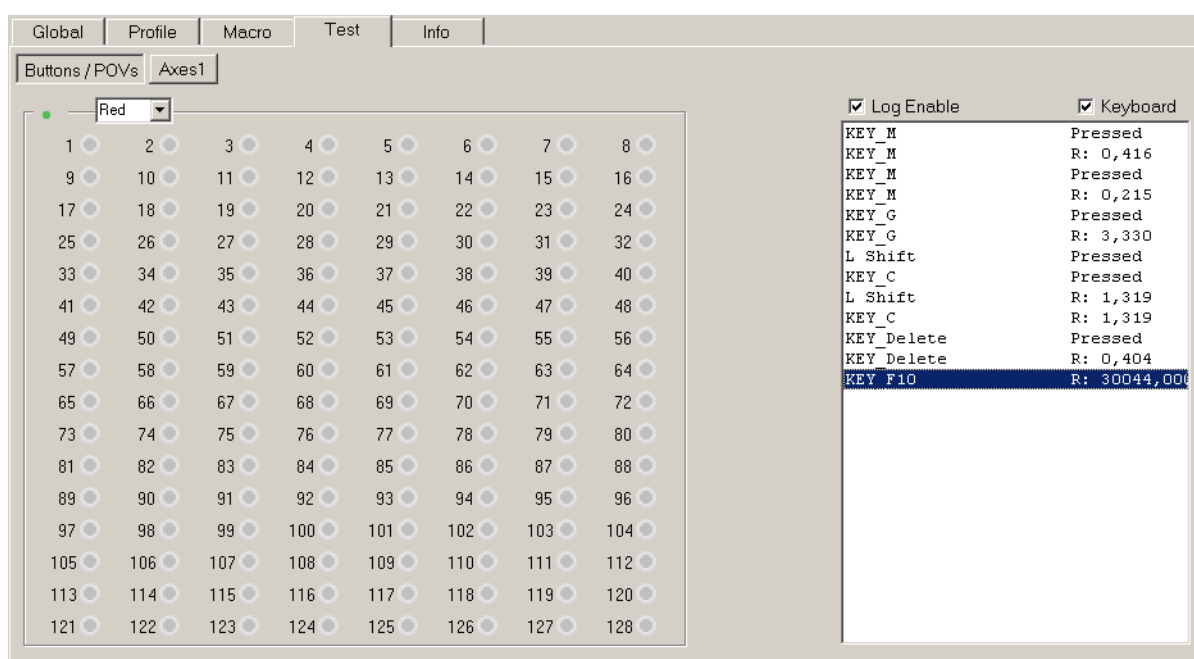 Global Profile Macro Test Info
Buttons / POVs Axes1
Red
Log Enable Keyboard
1 2 3 4 5 6 7 8
9 10 11 12 13 14 15 16
17 18 19 20 21 22 23 24
25 26 27 28 29 30 31 32
33 34 35 36 37 38 39 40
41 42 43 44 45 46 47 48
49 50 51 52 53 54 55 56
57 58 59 60 61 62 63 64
65 66 67 68 69 70 71 72
73 74 75 76 77 78 79 80
81 82 83 84 85 86 87 88
89 90 91 92 93 94 95 96
97 98 99 100 101 102 103 104
105 106 107 108 109 110 111 112
113 114 115 116 117 118 119 120
121 122 123 124 125 126 127 128
KEY_M Pressed
KEY_M R: 0,416
KEY_M Pressed
KEY_M R: 0,215
KEY_G Pressed
KEY_G R: 3,330
L Shift Pressed
KEY_C Pressed
L Shift R: 1,319
KEY_C R: 1,319
KEY_Delete Pressed
KEY_Delete R: 0,404
KEY_F10 R: 30044,00